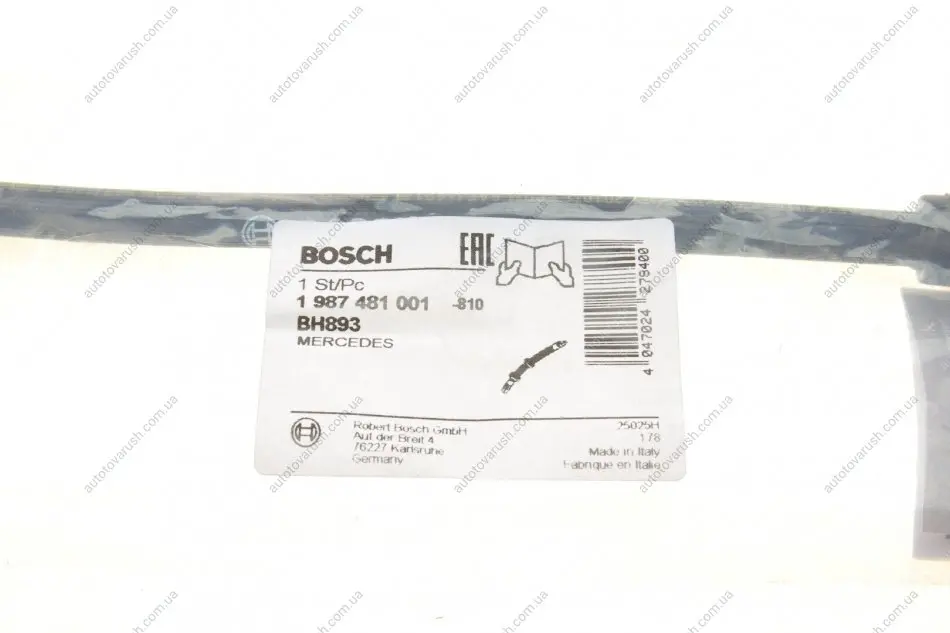 BOSCH
EAC
1 St/Pc
1 987 481 001 -810
BH893
MERCEDES
4 047024 278400
Robert Bosch GmbH
Auf der Breit 4
76227 Karlsruhe
Germany
25025H
178
Made in Italy
Fabriqué en Italie
autotovarush.com.ua